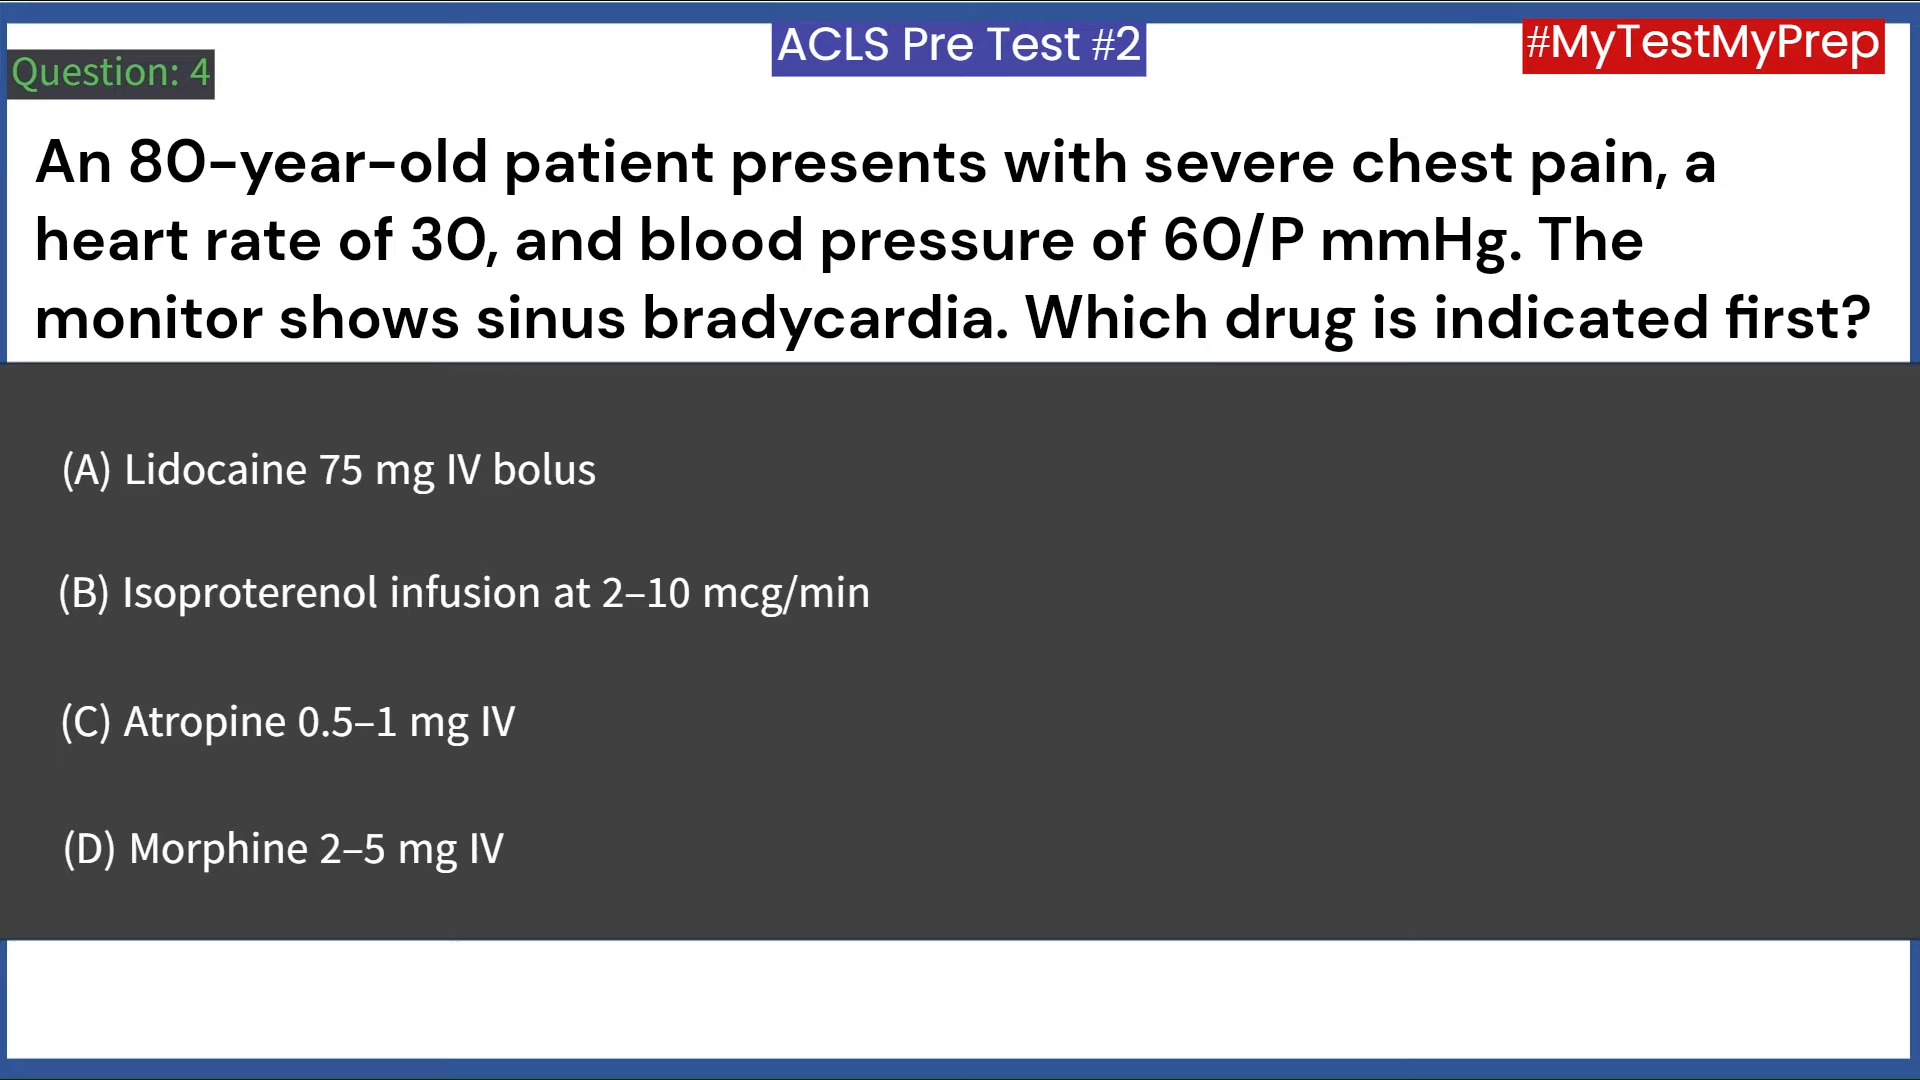 ACLS Pre Test #2
#MyTestMyPrep
Question: 4
An 80-year-old patient presents with severe chest pain, a
heart rate of 30, and blood pressure of 60/P mmHg. The
monitor shows sinus bradycardia. Which drug is indicated first?
(A) Lidocaine 75 mg IV bolus
(B) Isoproterenol infusion at 2–10 mcg/min
(C) Atropine 0.5–1 mg IV
(D) Morphine 2–5 mg IV